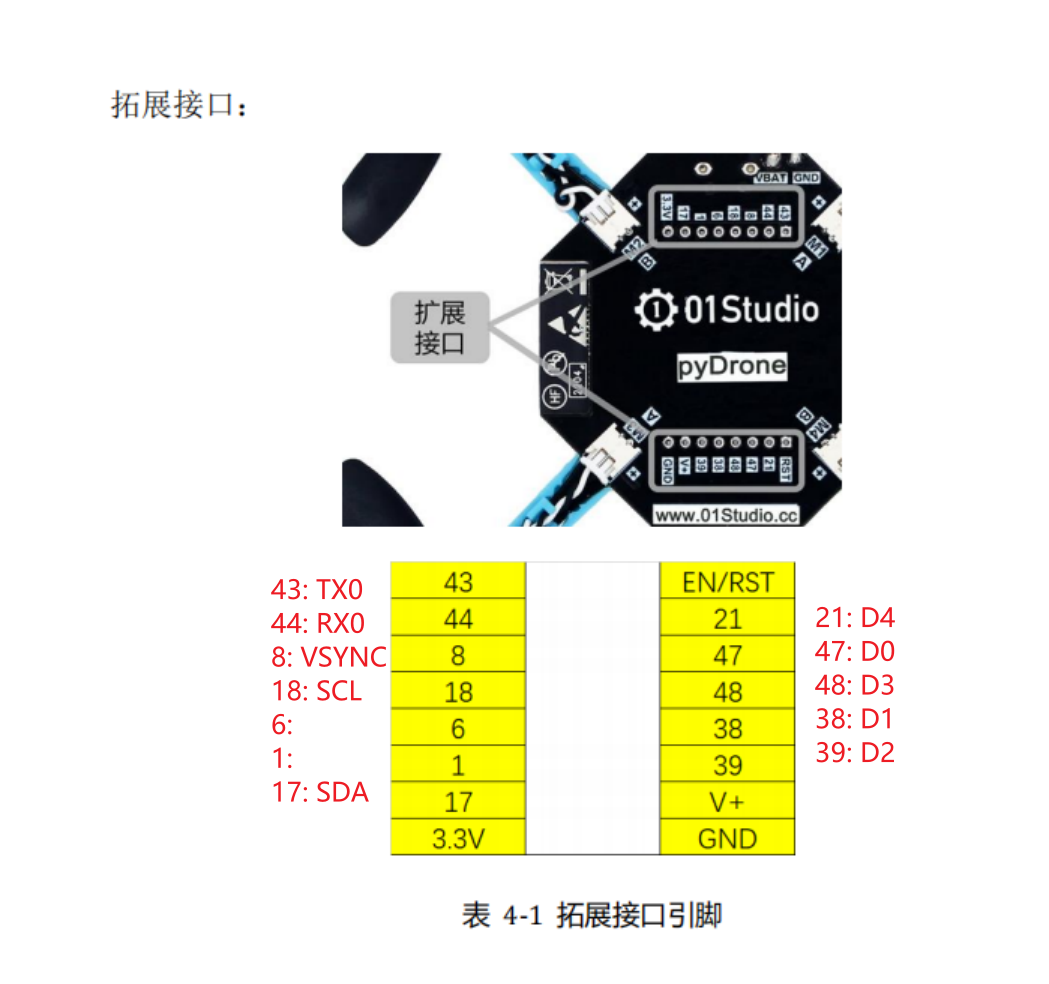 拓展接口：
VBAT GND
3.3V 17 1 6 18 8 44 43
M2 B
M1 A
扩展
接口
01Studio
pyDrone
HF
M3 A
M4 B
GND V+ 39 38 48 47 21 RST
www.01Studio.cc
43: TX0
44: RX0
8: VSYNC
18: SCL
6:
1:
17: SDA
43 EN/RST
44 21
8 47
18 48
6 38
1 39
17 V+
3.3V GND
21: D4
47: D0
48: D3
38: D1
39: D2
表 4-1 拓展接口引脚